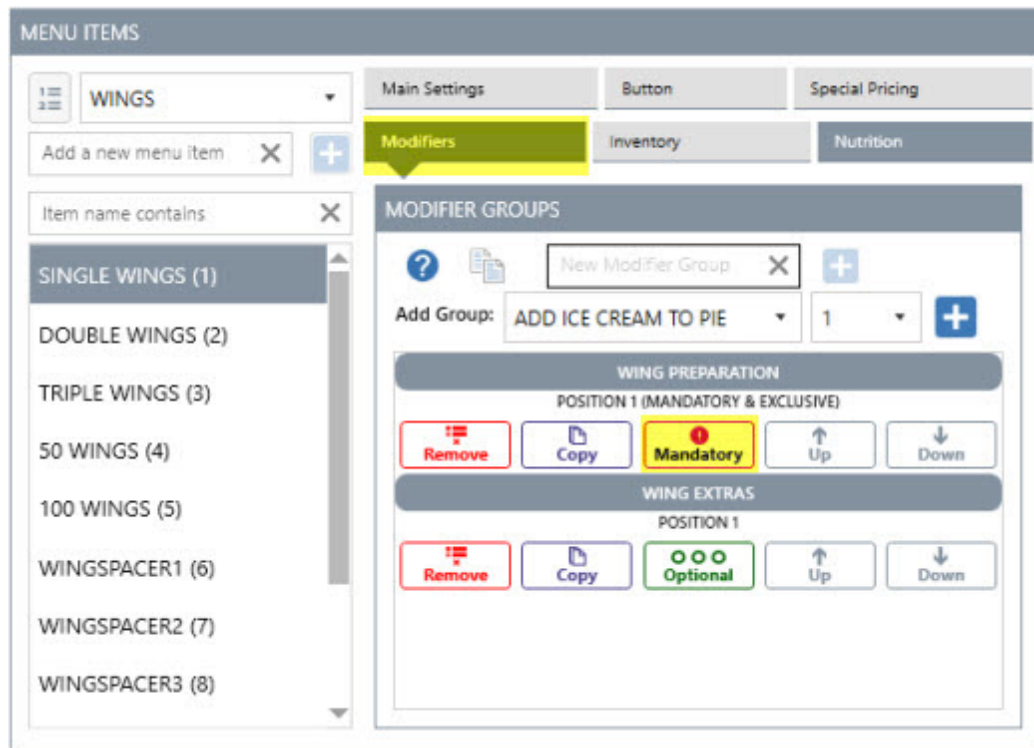 MENU ITEMS
WINGS
Add a new menu item
Item name contains
SINGLE WINGS (1)
DOUBLE WINGS (2)
TRIPLE WINGS (3)
50 WINGS (4)
100 WINGS (5)
WINGSPACER1 (6)
WINGSPACER2 (7)
WINGSPACER3 (8)
Main Settings Button Special Pricing
Modifiers Inventory Nutrition
MODIFIER GROUPS
? New Modifier Group
Add Group: ADD ICE CREAM TO PIE 1
WING PREPARATION
POSITION 1 (MANDATORY & EXCLUSIVE)
Remove Copy Mandatory Up Down
WING EXTRAS
POSITION 1
Remove Copy Optional Up Down